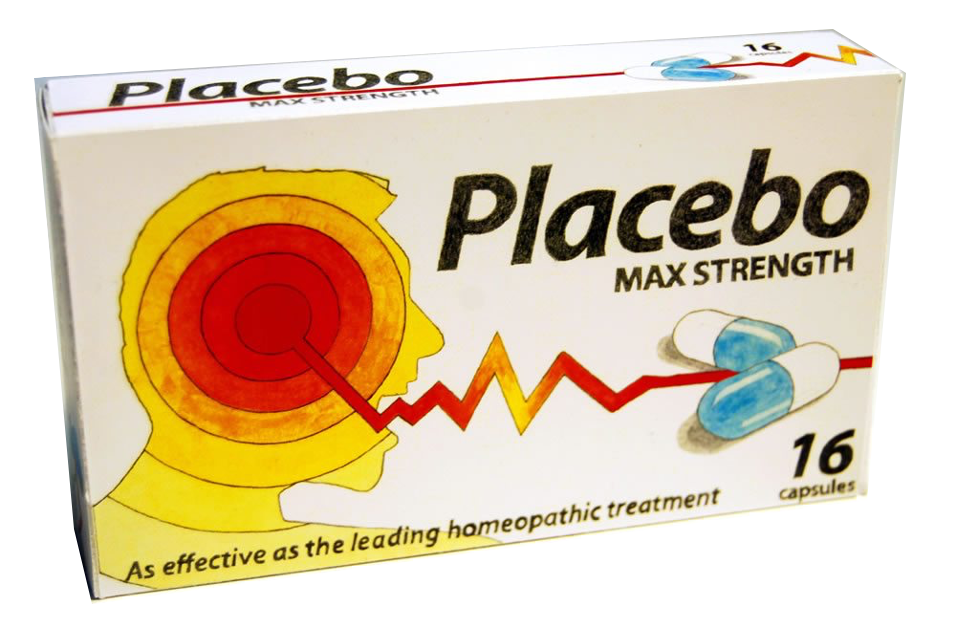 Placebo
MAX STRENGTH
16
capsules
Placebo
MAX STRENGTH
16
capsules
As effective as the leading homeopathic treatment